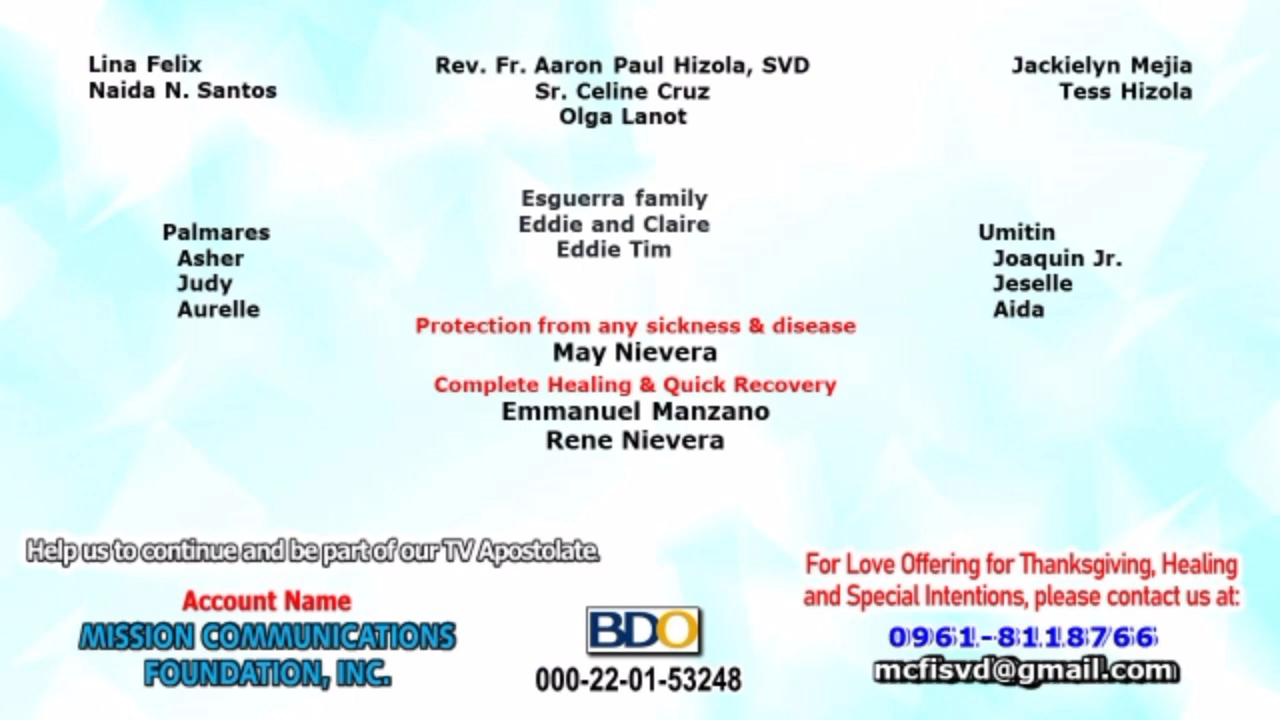 Lina Felix
Naida N. Santos
Rev. Fr. Aaron Paul Hizola, SVD
Sr. Celine Cruz
Olga Lanot
Jackielyn Mejia
Tess Hizola
Palmares
Asher
Judy
Aurelle
Esguerra family
Eddie and Claire
Eddie Tim
Umitin
Joaquin Jr.
Jeselle
Aida
Protection from any sickness & disease
May Nievera
Complete Healing & Quick Recovery
Emmanuel Manzano
Rene Nievera
Help us to continue and be part of our TV Apostolate.
Account Name
MISSION COMMUNICATIONS
FOUNDATION, INC.
BDO
000-22-01-53248
For Love Offering for Thanksgiving, Healing
and Special Intentions, please contact us at:
0961-8118766
mcfisvd@gmail.com